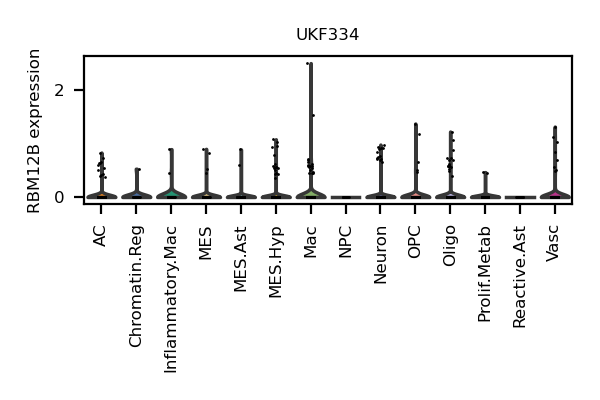 UKF334
RBM12B expression
2
0
AC
Chromatin.Reg
Inflammatory.Mac
MES
MES.Ast
MES.Hyp
Mac
NPC
Neuron
OPC
Oligo
Prolif.Metab
Reactive.Ast
Vasc